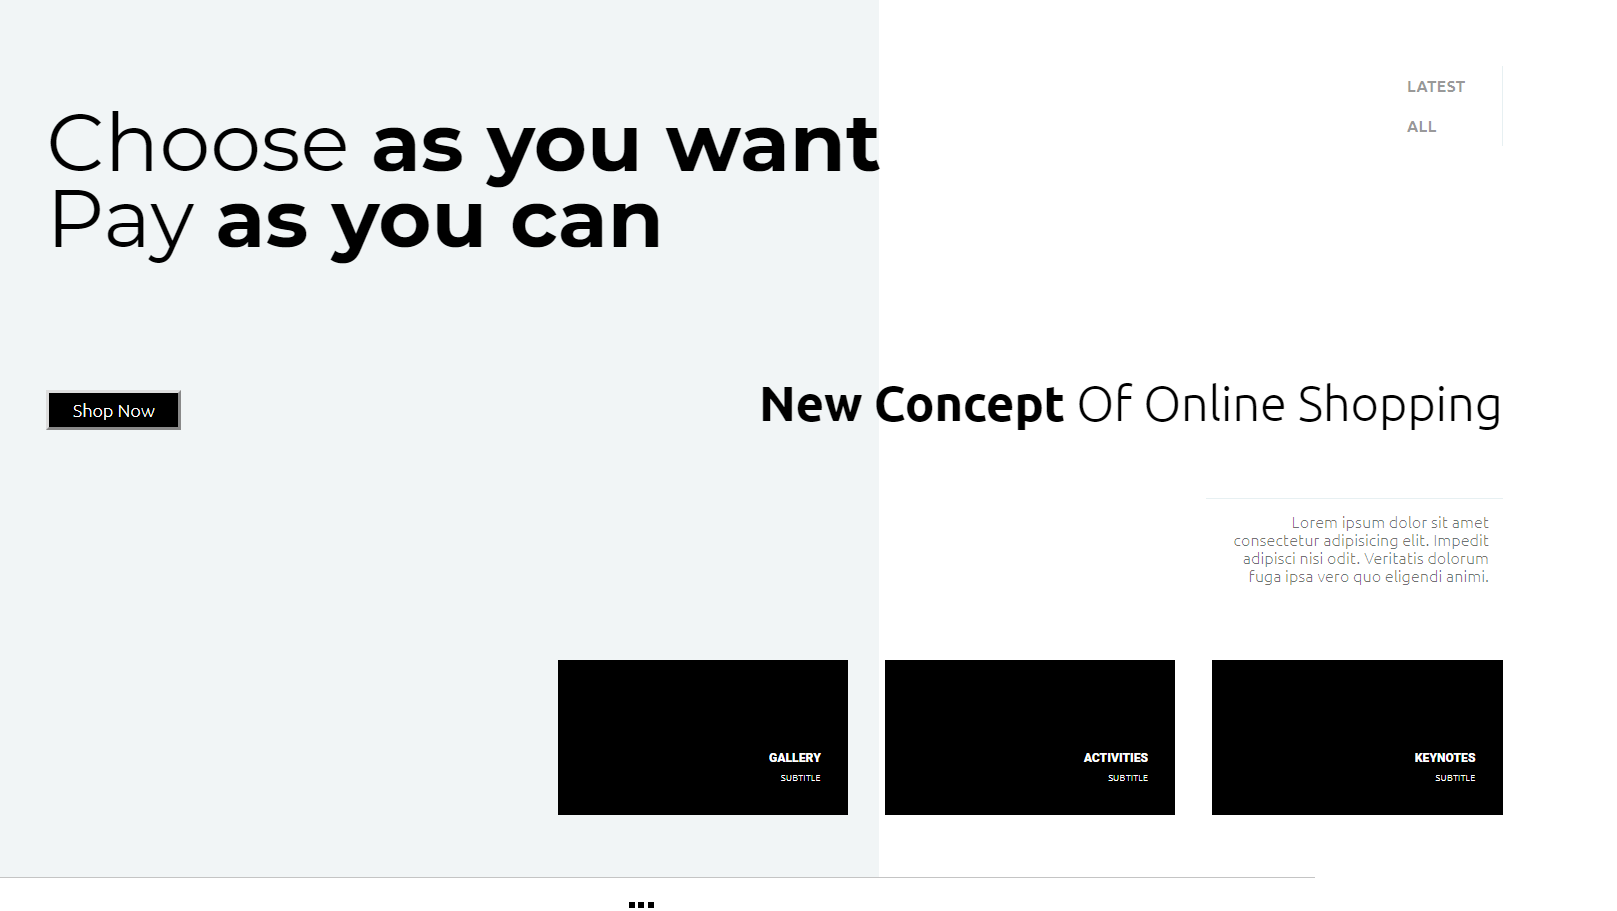 LATEST
ALL
Choose as you want
Pay as you can
Shop Now
New Concept Of Online Shopping
Lorem ipsum dolor sit amet
consectetur adipisicing elit. Impedit
adipisci nisi odit. Veritatis dolorum
fuga ipsa vero quo eligendi animi.
GALLERY
SUBTITLE
ACTIVITIES
SUBTITLE
KEYNOTES
SUBTITLE